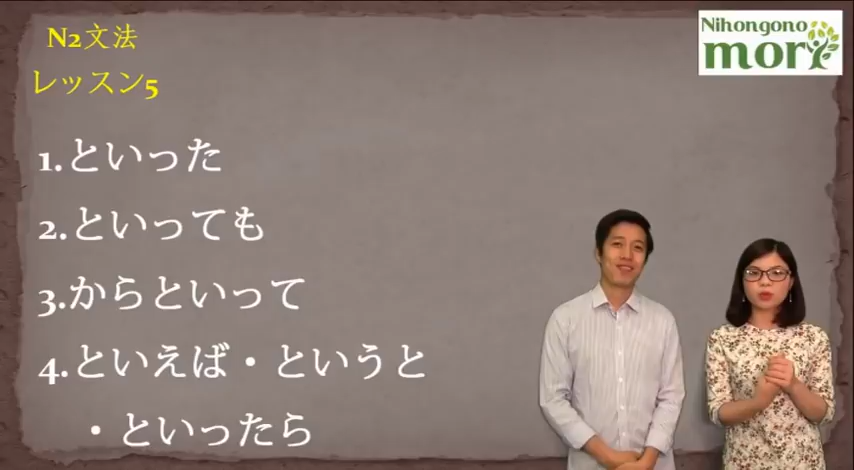 N2文法
レッスン5
Nihongono
mori
1.といった
2.といっても
3.からといって
4.といえば・というと
・といったら